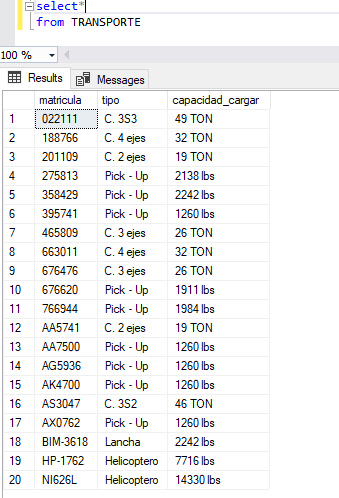 select*
from TRANSPORTE
100 %
Results Messages
matricula tipo capacidad_cargar
1 022111 C. 3S3 49 TON
2 188766 C. 4 ejes 32 TON
3 201109 C. 2 ejes 19 TON
4 275813 Pick - Up 2138 lbs
5 358429 Pick - Up 2242 lbs
6 395741 Pick - Up 1260 lbs
7 465809 C. 3 ejes 26 TON
8 663011 C. 4 ejes 32 TON
9 676476 C. 3 ejes 26 TON
10 676620 Pick - Up 1911 lbs
11 766944 Pick - Up 1984 lbs
12 AA5741 C. 2 ejes 19 TON
13 AA7500 Pick - Up 1260 lbs
14 AG5936 Pick - Up 1260 lbs
15 AK4700 Pick - Up 1260 lbs
16 AS3047 C. 3S2 46 TON
17 AX0762 Pick - Up 1260 lbs
18 BIM-3618 Lancha 2242 lbs
19 HP-1762 Helicoptero 7716 lbs
20 NI626L Helicoptero 14330 lbs